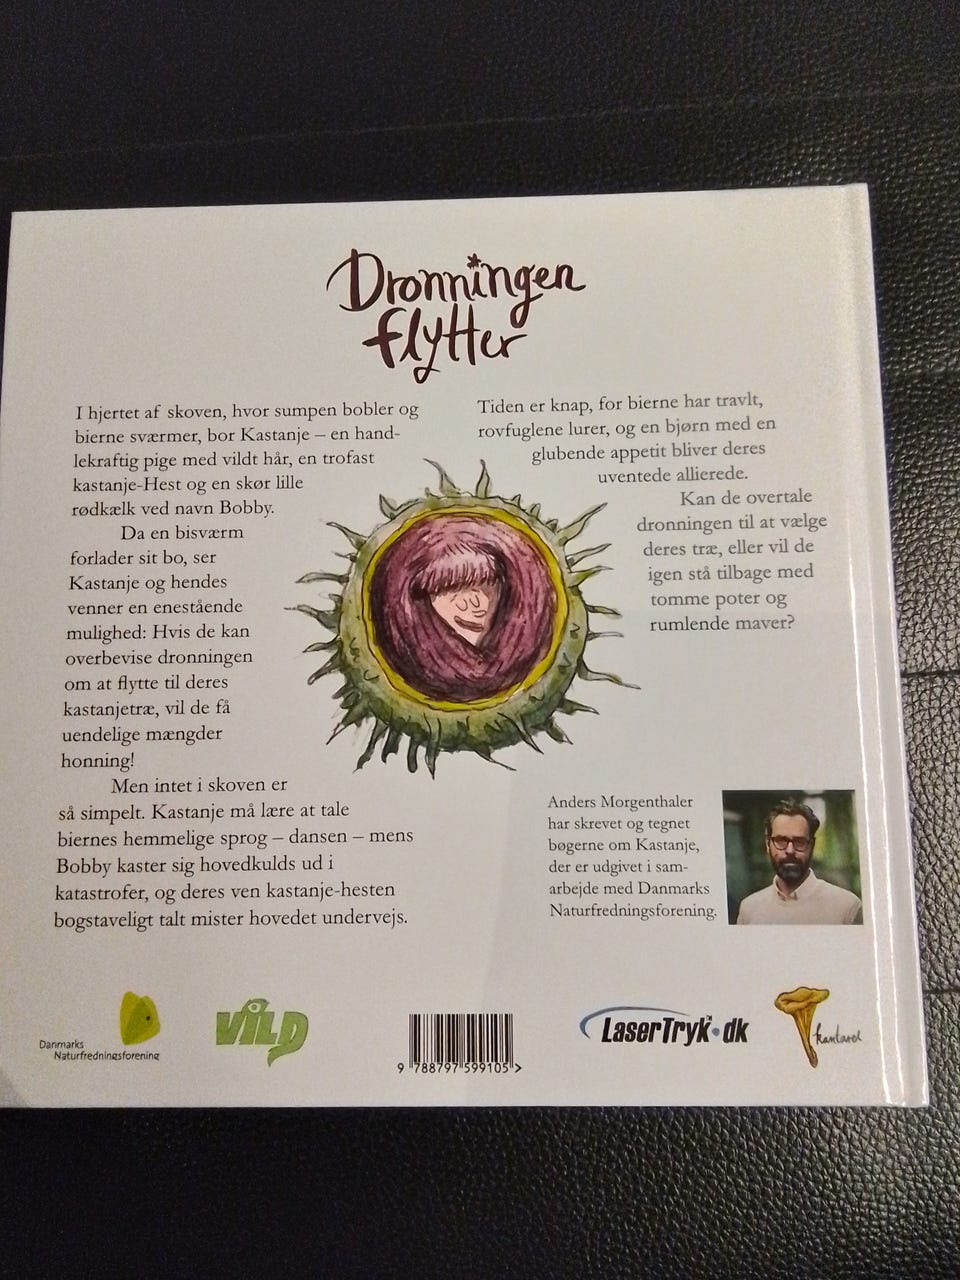 Dronningen
flytter
I hjertet af skoven, hvor sumpen bobler og
bierne sværmer, bor Kastanje – en hand-
lekraftig pige med vildt hår, en trofast
kastanje-Hest og en skør lille
rødkælk ved navn Bobby.
Da en bisværm
forlader sit bo, ser
Kastanje og hendes
venner en enestående
mulighed: Hvis de kan
overbevise dronningen
om at flytte til deres
kastanjetræ, vil de få
uendelige mængder
honning!
Men intet i skoven er
så simpelt. Kastanje må lære at tale
biernes hemmelige sprog – dansen – mens
Bobby kaster sig hovedkulds ud i
katastrofer, og deres ven kastanje-hesten
bogstaveligt talt mister hovedet undervejs.
Tiden er knap, for bierne har travlt,
rovfuglene lurer, og en bjørn med en
glubende appetit bliver deres
uventede allierede.
Kan de overtale
dronningen til at vælge
deres træ, eller vil de
igen stå tilbage med
tomme poter og
rumlende maver?
Anders Morgenthaler
har skrevet og tegnet
bøgerne om Kastanje,
der er udgivet i sam-
arbejde med Danmarks
Naturfredningsforening.
Danmarks
Naturfredningsforening
VILD
9 788797 599105 >
LaserTryk.dk
kantarel